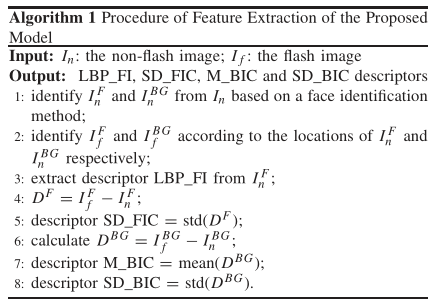 Algorithm 1 Procedure of Feature Extraction of the Proposed
Model
Input: I_n: the non-flash image; I_f: the flash image
Output: LBP_FI, SD_FIC, M_BIC and SD_BIC descriptors
1: identify I_n^F and I_n^{BG} from I_n based on a face identification
method;
2: identify I_f^F and I_f^{BG} according to the locations of I_n^F and
I_n^{BG} respectively;
3: extract descriptor LBP_FI from I_n^F;
4: D^F = I_f^F − I_n^F;
5: descriptor SD_FIC = std(D^F);
6: calculate D^{BG} = I_f^{BG} − I_n^{BG};
7: descriptor M_BIC = mean(D^{BG});
8: descriptor SD_BIC = std(D^{BG}).